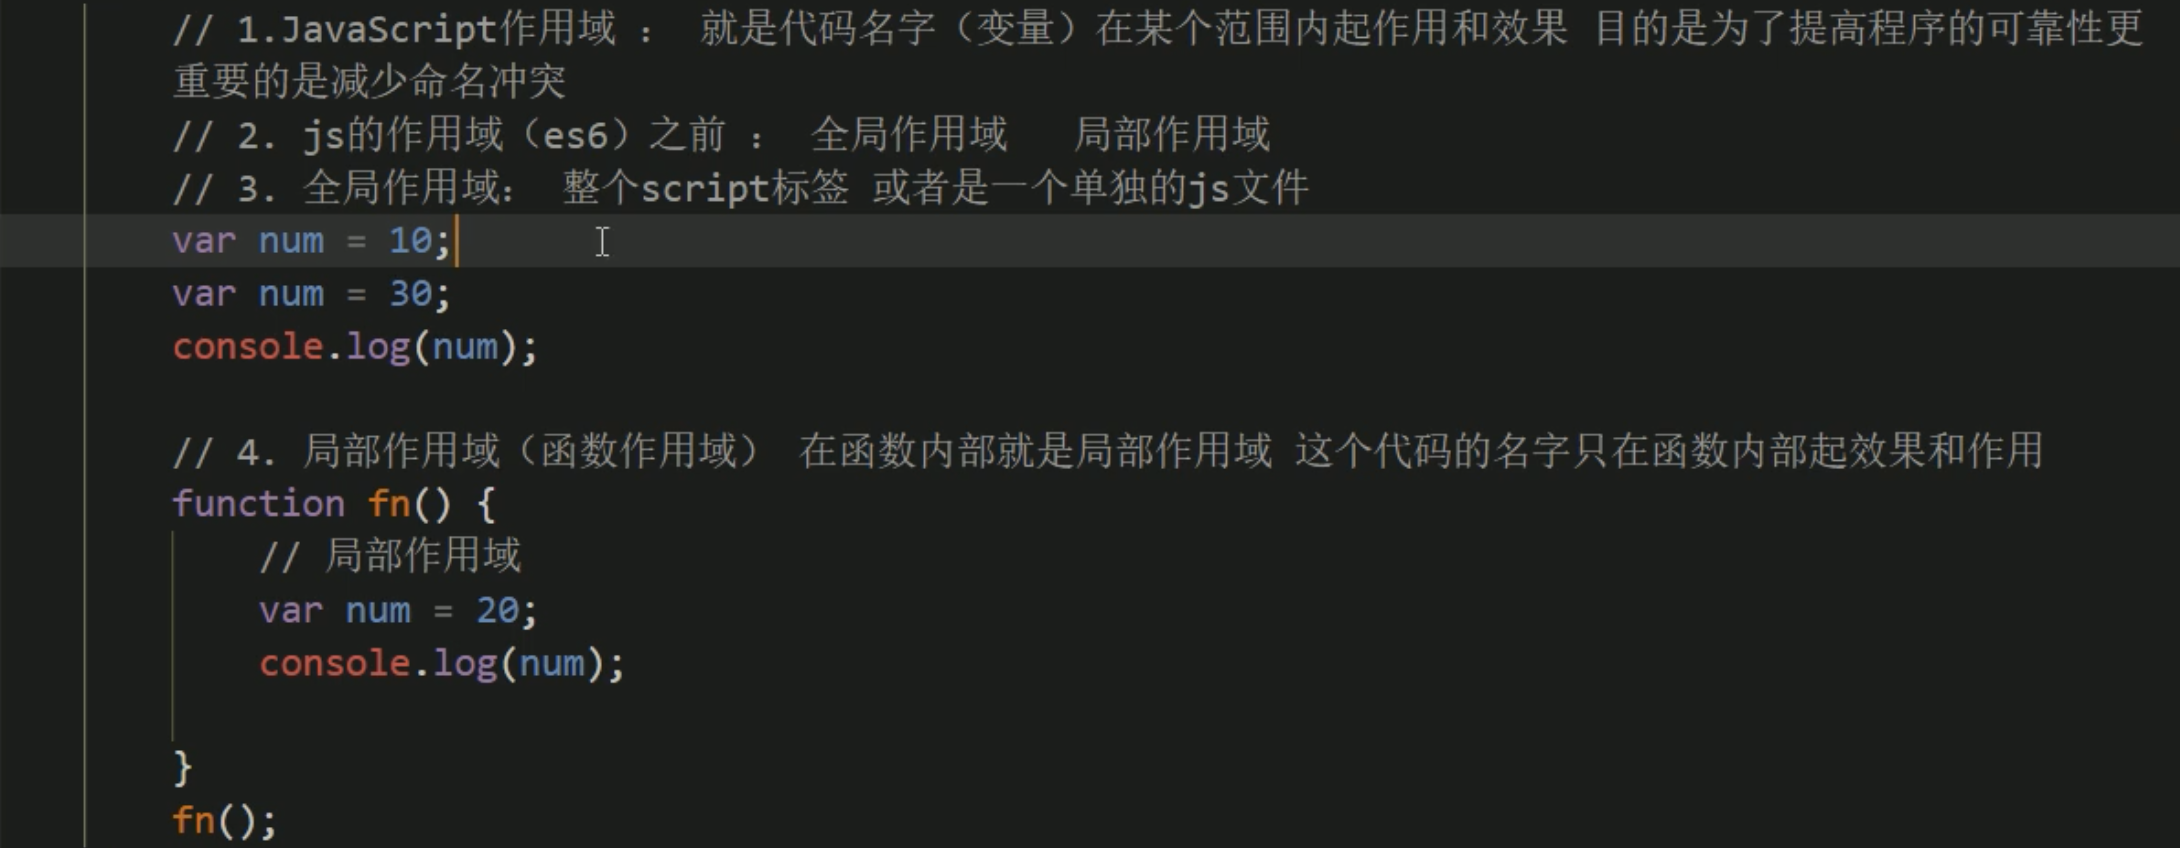 // 1.JavaScript作用域 ： 就是代码名字（变量）在某个范围内起作用和效果 目的是为了提高程序的可靠性更
重要的是减少命名冲突
// 2. js的作用域（es6）之前 ： 全局作用域 局部作用域
// 3. 全局作用域： 整个script标签 或者是一个单独的js文件
var num = 10;
var num = 30;
console.log(num);
// 4. 局部作用域（函数作用域） 在函数内部就是局部作用域 这个代码的名字只在函数内部起效果和作用
function fn() {
// 局部作用域
var num = 20;
console.log(num);
}
fn();